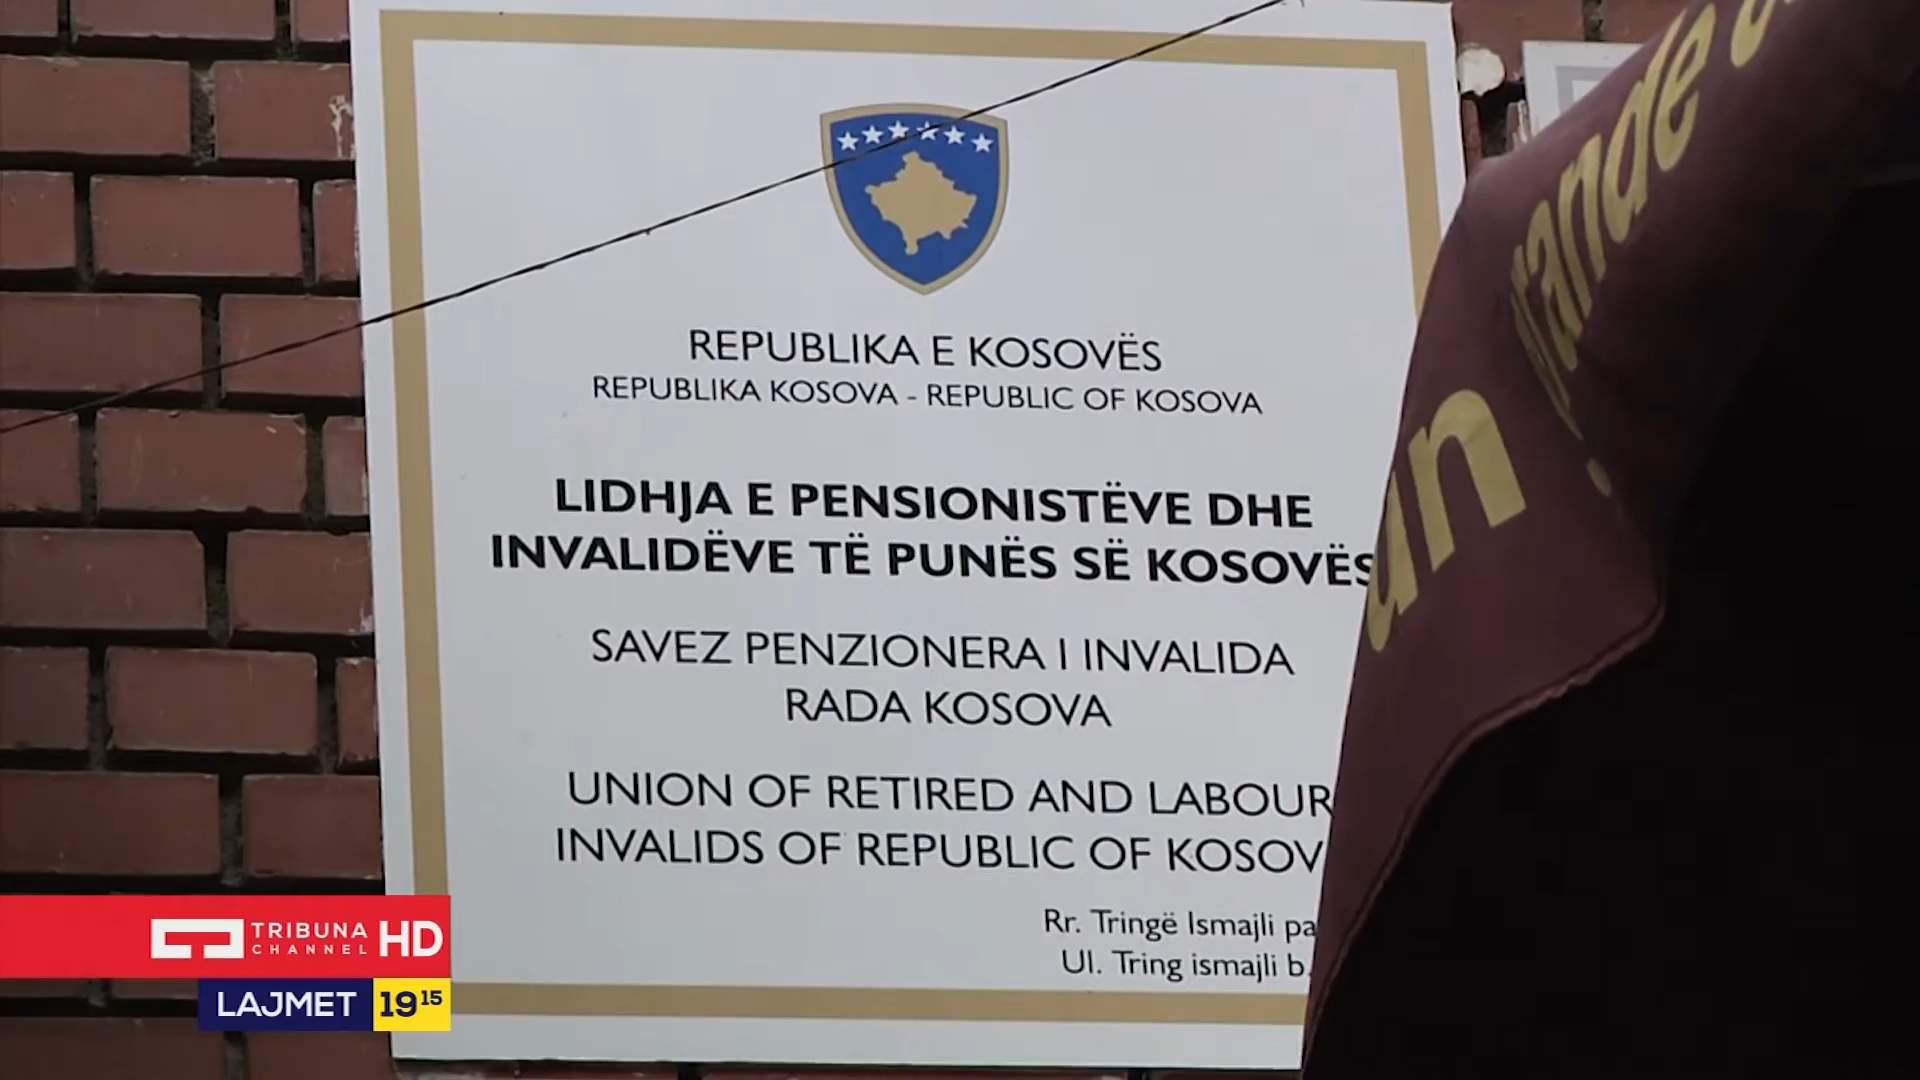 REPUBLIKA E KOSOVËS
REPUBLIKA KOSOVA - REPUBLIC OF KOSOVA
LIDHJA E PENSIONISTËVE DHE
INVALIDËVE TË PUNËS SË KOSOVËS
SAVEZ PENZIONERA I INVALIDA
RADA KOSOVA
UNION OF RETIRED AND LABOUR
INVALIDS OF REPUBLIC OF KOSOV
Rr. Tringë Ismajli pa
Ul. Tring ismajli b.
TRIBUNA
CHANNEL
HD
LAJMET 19 15